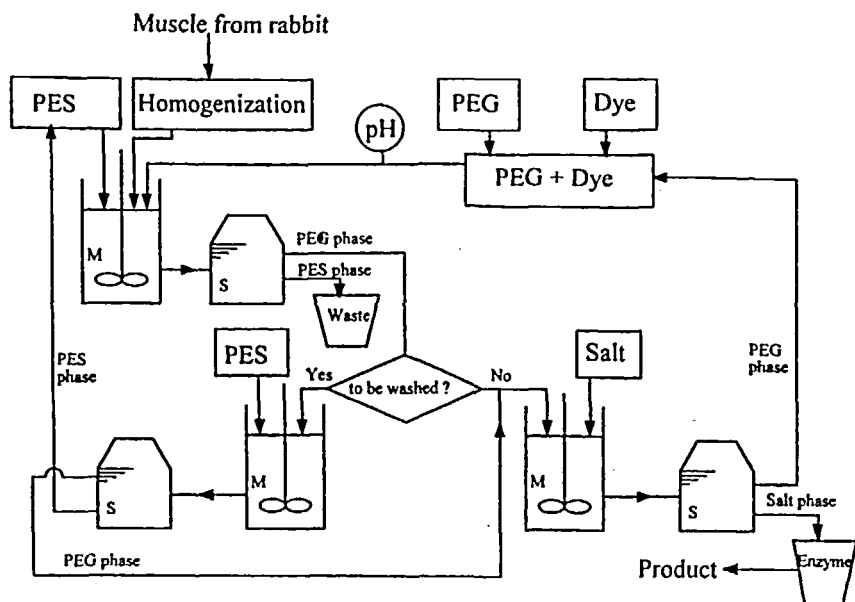 Muscle from rabbit
PES
Homogenization
pH
PEG
Dye
PEG + Dye
M
S
PEG phase
PES phase
Waste
PES
phase
PES
Yes
to be washed ?
No
Salt
PEG
phase
S
M
M
S
Salt phase
PEG phase
Product
Enzyme